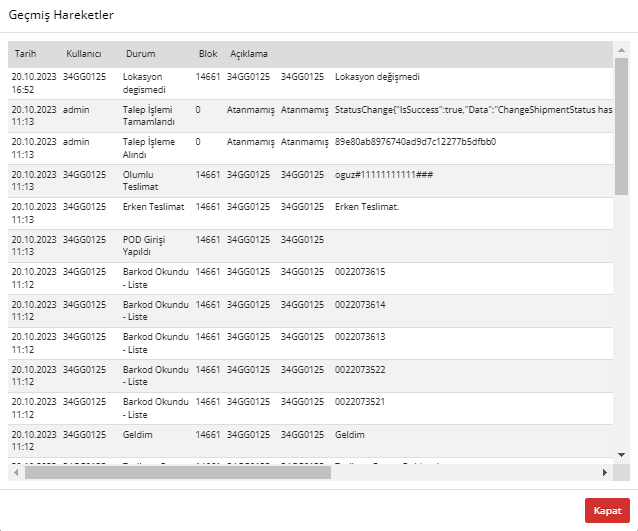 Geçmiş Hareketler
Tarih Kullanıcı Durum Blok Açıklama
20.10.2023 34GG0125 Lokasyon 14661 34GG0125 34GG0125 Lokasyon değişmedi
16:52 degismedi
20.10.2023 admin Talep İşlemi 0 Atanmamış Atanmamış StatusChange{"IsSuccess":true,"Data":"ChangeShipmentStatus has
11:13 Tamamlandı
20.10.2023 admin Talep İşleme 0 Atanmamış Atanmamış 89e80ab8976740ad9d7c12277b5dfbb0
11:13 Alındı
20.10.2023 34GG0125 Olumlu 14661 34GG0125 34GG0125 oguz#11111111111###
11:13 Teslimat
20.10.2023 34GG0125 Erken Teslimat 14661 34GG0125 34GG0125 Erken Teslimat.
11:13
20.10.2023 34GG0125 POD Girişi 14661 34GG0125 34GG0125
11:13 Yapıldı
20.10.2023 34GG0125 Barkod Okundu 14661 34GG0125 34GG0125 0022073615
11:12 - Liste
20.10.2023 34GG0125 Barkod Okundu 14661 34GG0125 34GG0125 0022073614
11:12 - Liste
20.10.2023 34GG0125 Barkod Okundu 14661 34GG0125 34GG0125 0022073613
11:12 - Liste
20.10.2023 34GG0125 Barkod Okundu 14661 34GG0125 34GG0125 0022073522
11:12 - Liste
20.10.2023 34GG0125 Barkod Okundu 14661 34GG0125 34GG0125 0022073521
11:12 - Liste
20.10.2023 34GG0125 Geldim 14661 34GG0125 34GG0125 Geldim
11:12
Kapat